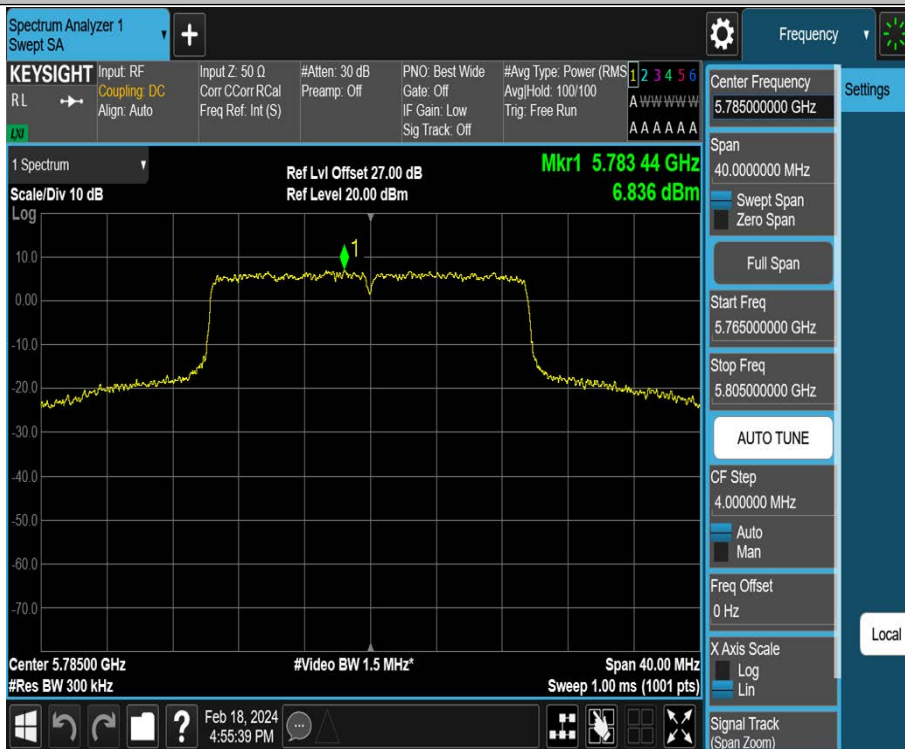 Spectrum Analyzer 1
Swept SA
+
Frequency
KEYSIGHT
R L
LXI
Input: RF
Coupling: DC
Align: Auto
Input Z: 50 Ω
Corr CCorr RCal
Freq Ref: Int (S)
#Atten: 30 dB
Preamp: Off
PNO: Best Wide
Gate: Off
IF Gain: Low
Sig Track: Off
#Avg Type: Power (RMS
Avg|Hold: 100/100
Trig: Free Run
1 2 3 4 5 6
A W W W W W
A A A A A A
1 Spectrum
Scale/Div 10 dB
Log
Ref Lvl Offset 27.00 dB
Ref Level 20.00 dBm
Mkr1 5.783 44 GHz
6.836 dBm
1
10.0
0.00
-10.0
-20.0
-30.0
-40.0
-50.0
-60.0
-70.0
Center 5.78500 GHz
#Res BW 300 kHz
#Video BW 1.5 MHz*
Span 40.00 MHz
Sweep 1.00 ms (1001 pts)
?
Feb 18, 2024
4:55:39 PM
Center Frequency
5.785000000 GHz
Span
40.0000000 MHz
Swept Span
Zero Span
Full Span
Start Freq
5.765000000 GHz
Stop Freq
5.805000000 GHz
AUTO TUNE
CF Step
4.000000 MHz
Auto
Man
Freq Offset
0 Hz
X Axis Scale
Log
Lin
Signal Track
(Span Zoom)
Settings
Local